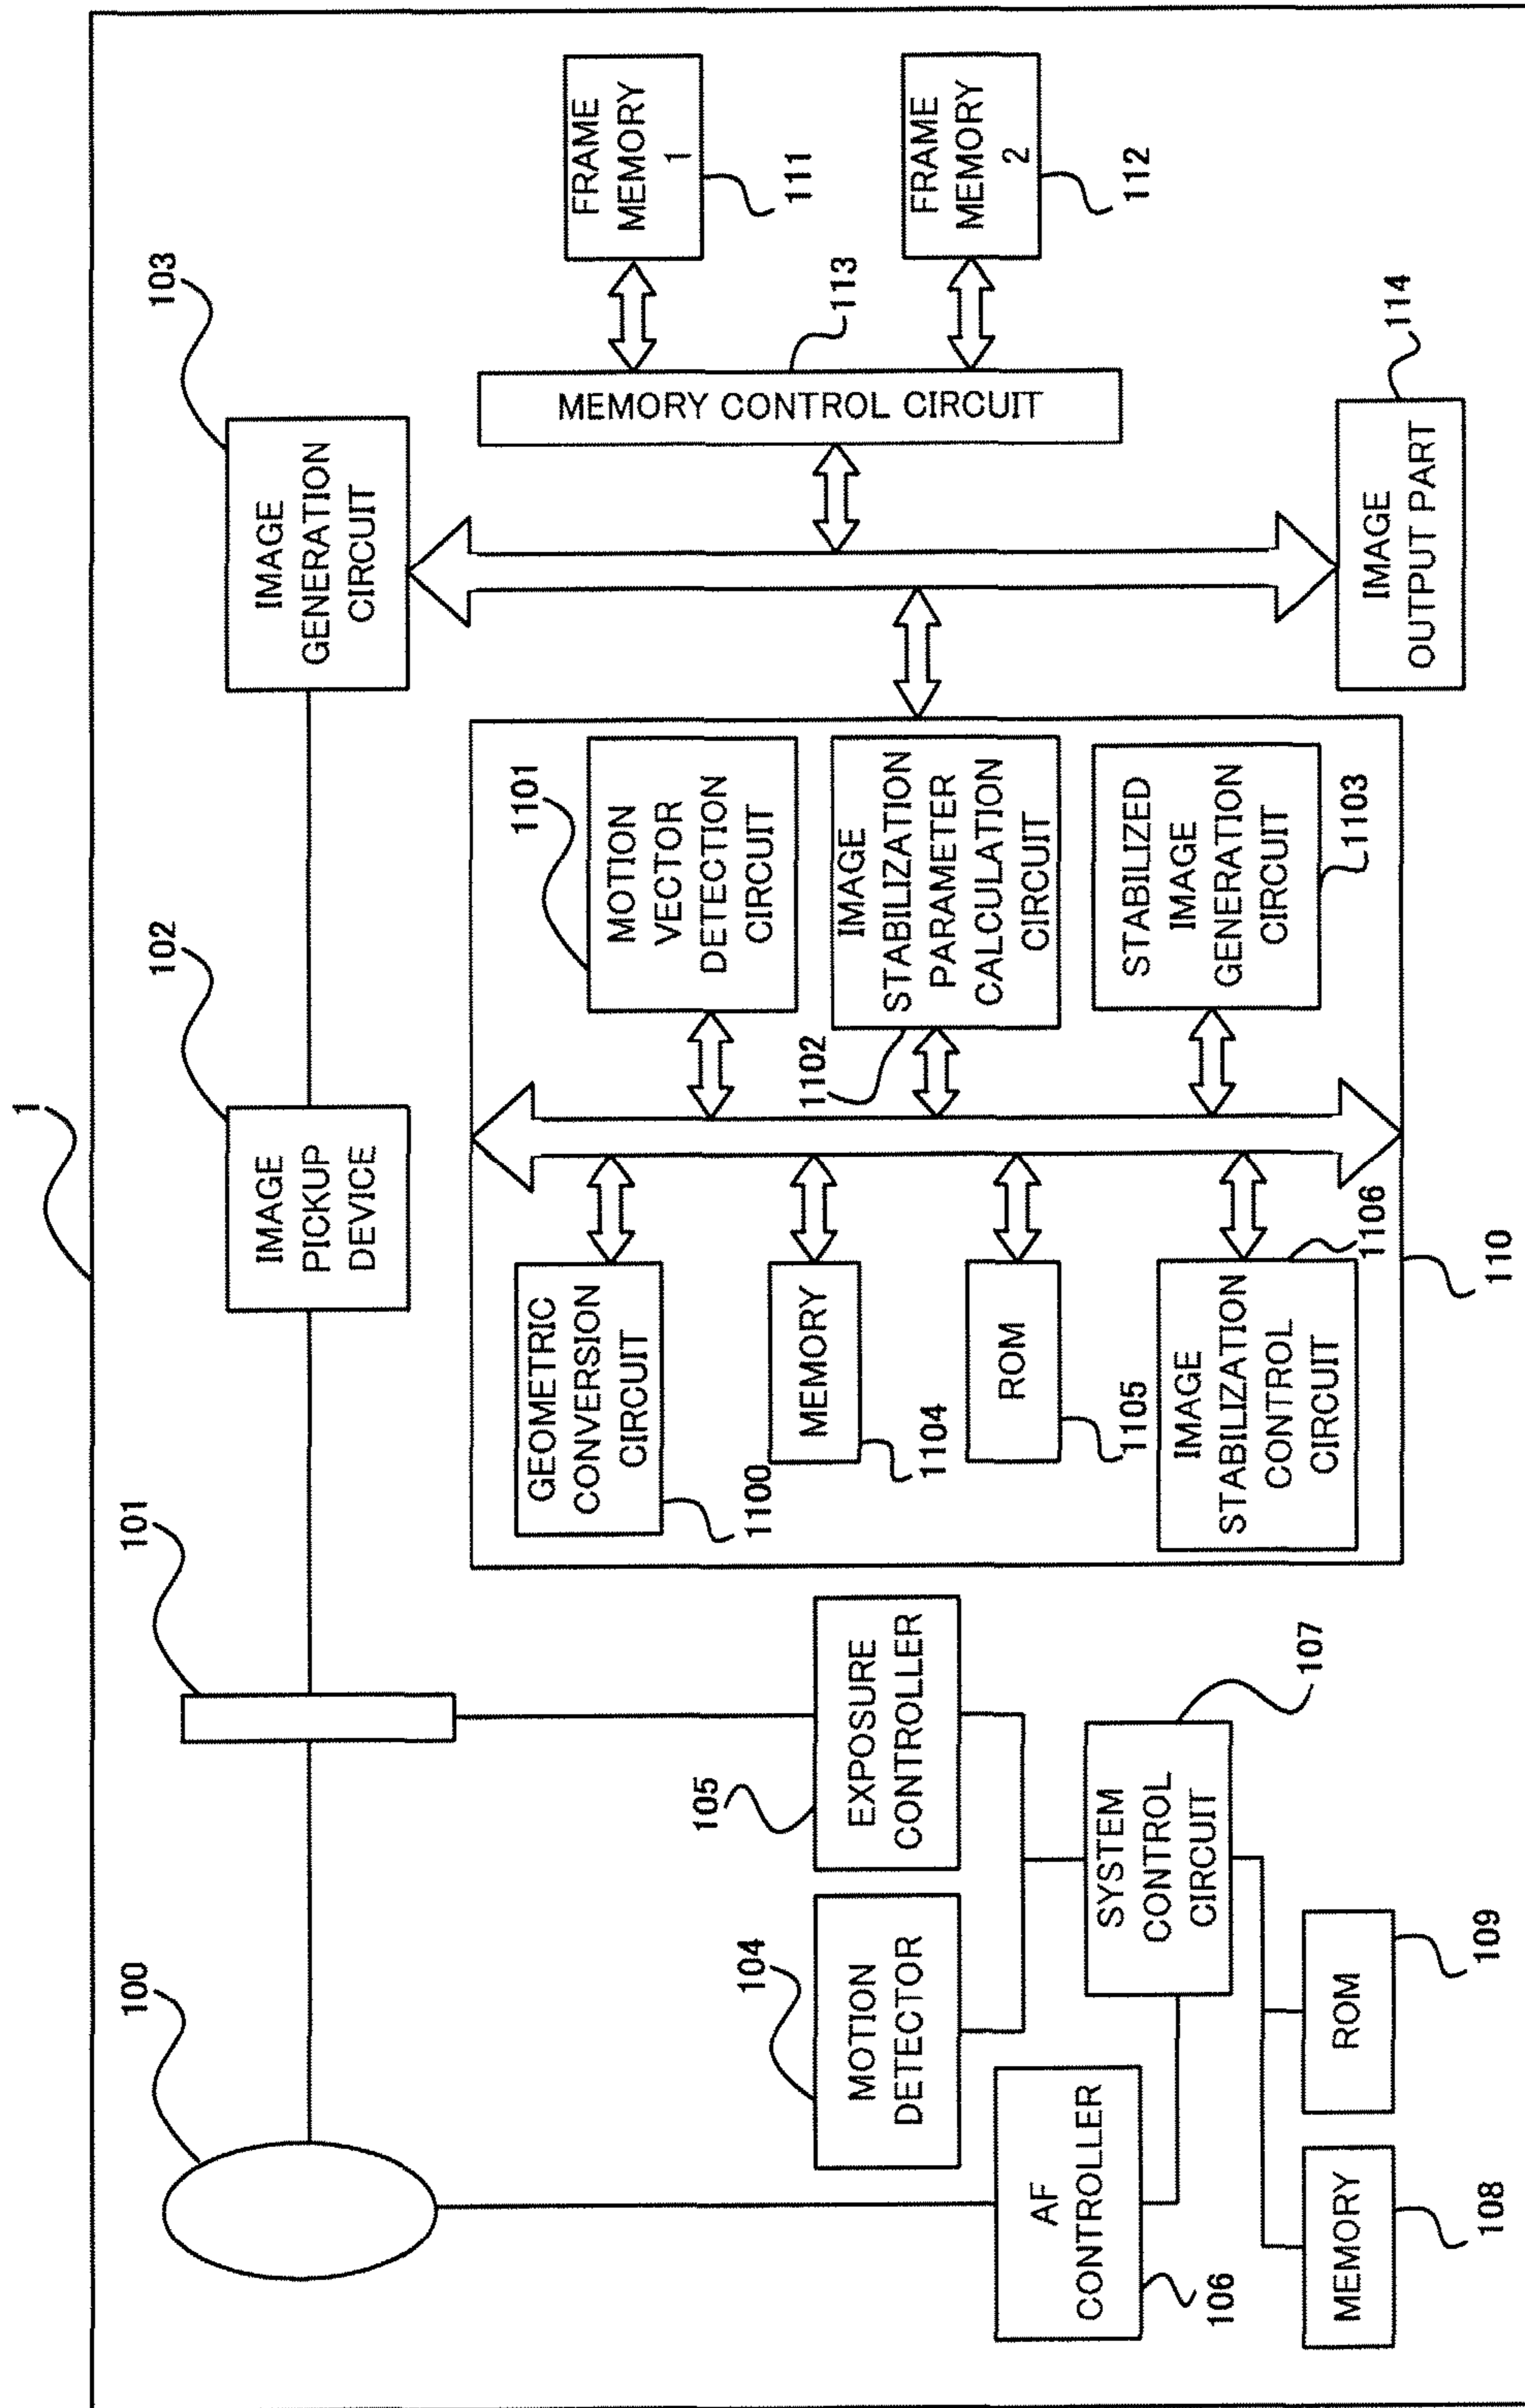 1
100
101
102
103
IMAGE
PICKUP
DEVICE
IMAGE
GENERATION
CIRCUIT
104
MOTION
DETECTOR
105
EXPOSURE
CONTROLLER
AF
CONTROLLER
106
SYSTEM
CONTROL
CIRCUIT
107
MEMORY
108
ROM
109
GEOMETRIC
CONVERSION
CIRCUIT
1100
MEMORY
1104
ROM
1105
IMAGE
STABILIZATION
CONTROL
CIRCUIT
1106
1101
MOTION
VECTOR
DETECTION
CIRCUIT
1102
IMAGE
STABILIZATION
PARAMETER
CALCULATION
CIRCUIT
STABILIZED
IMAGE
GENERATION
CIRCUIT
1103
110
MEMORY CONTROL CIRCUIT
113
FRAME
MEMORY
1
111
FRAME
MEMORY
2
112
IMAGE
OUTPUT PART
114